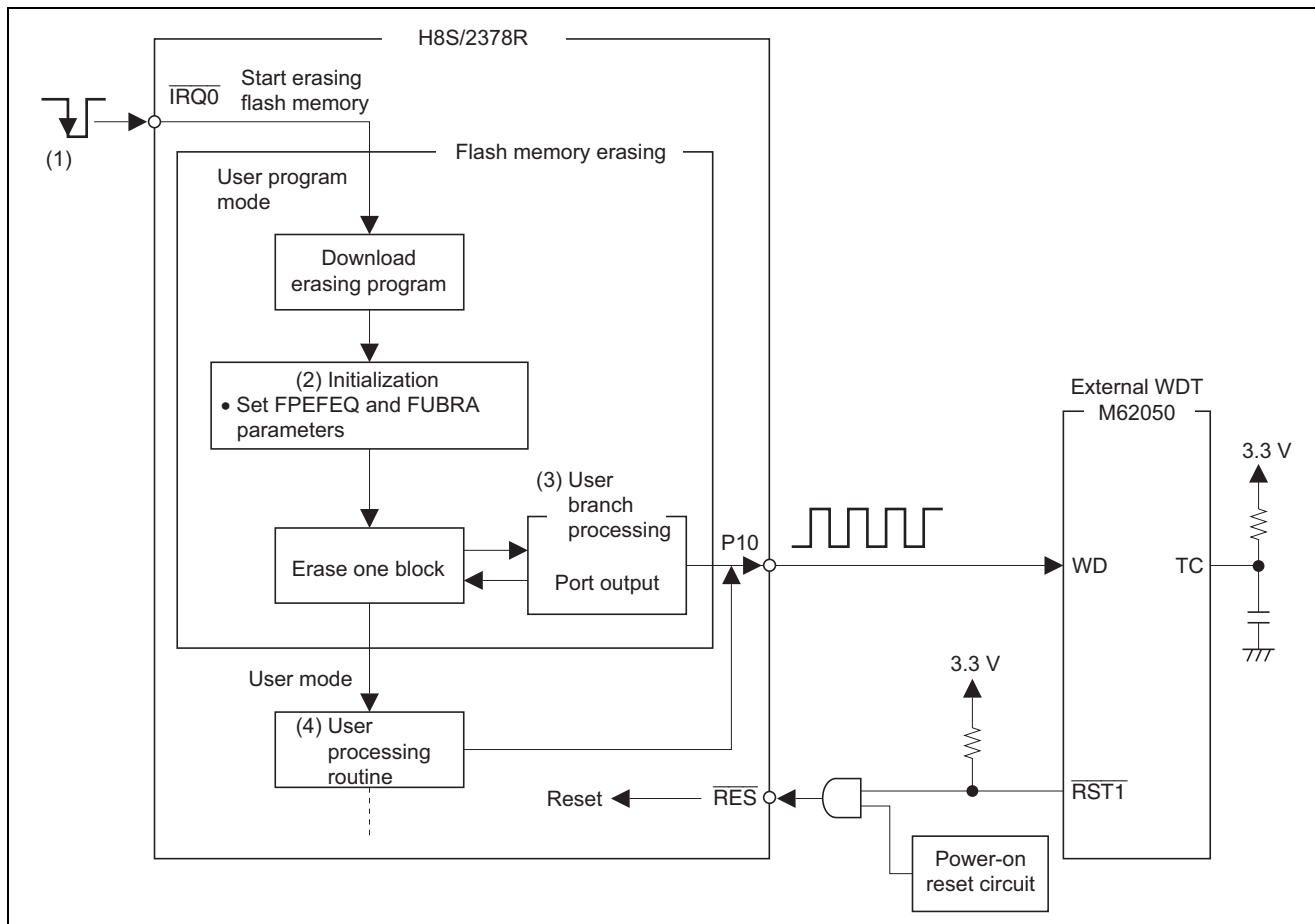 H8S/2378R
IRQ0
Start erasing
flash memory
(1)
Flash memory erasing
User program
mode
Download
erasing program
(2) Initialization
• Set FPEFEQ and FUBRA
parameters
(3) User
branch
processing
Erase one block
Port output
P10
External WDT
M62050
3.3 V
WD
TC
User mode
3.3 V
(4) User
processing
routine
Reset
RES
RST1
Power-on
reset circuit